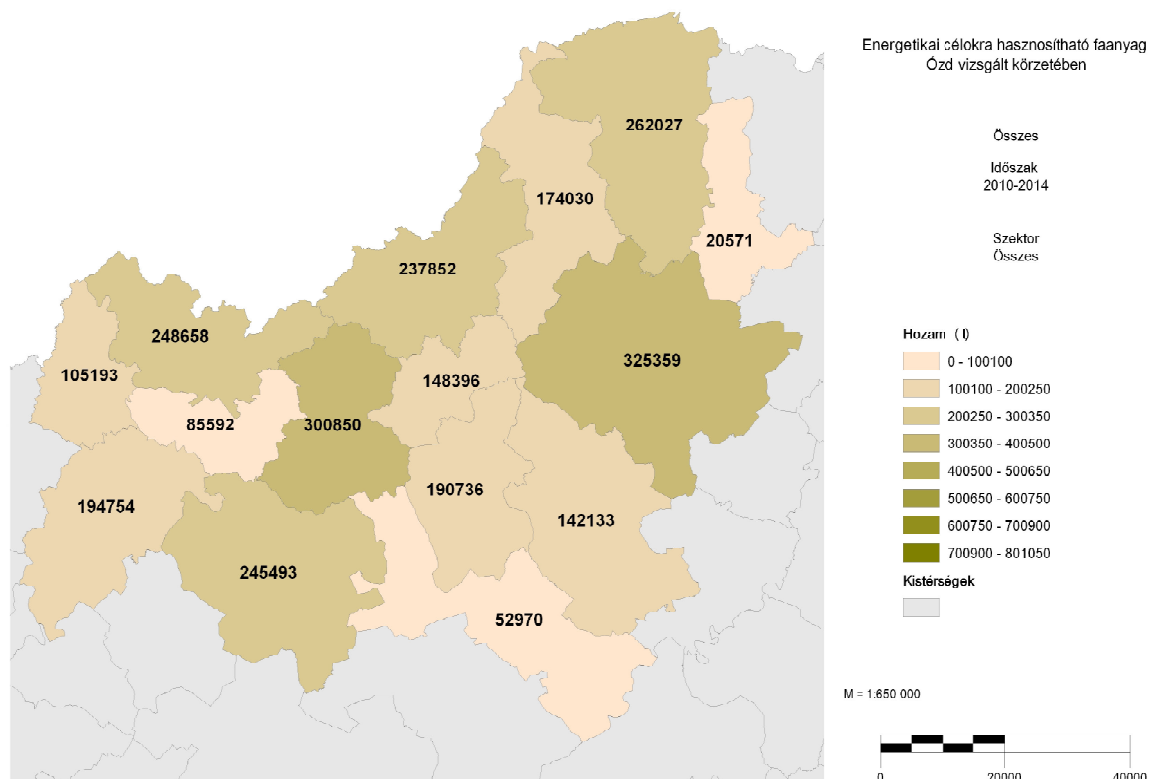 Energetikai célokra hasznosítható faanyag
Ózd vizsgált körzetében
Összes
Időszak
2010-2014
Szektor
Összes
262027
174030
20571
237852
248658
325359
105193
148396
85592
300850
194754
190736
142133
245493
52970
Hozam ( t)
0 - 100100
100100 - 200250
200250 - 300350
300350 - 400500
400500 - 500650
500650 - 600750
600750 - 700900
700900 - 801050
Kistérségek
M = 1:650 000
0 20000 40000